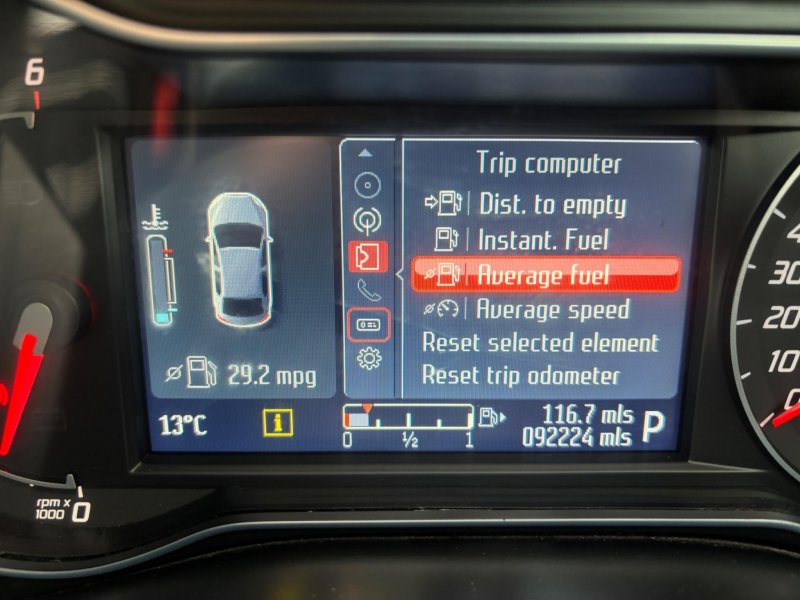 6
Trip computer
Dist. to empty
Instant. Fuel
Average fuel
Average speed
Reset selected element
Reset trip odometer
29.2 mpg
13°C
i
0 ½ 1
116.7 mls
092224 mls
P
rpm x
1000
0
30
20
10
0